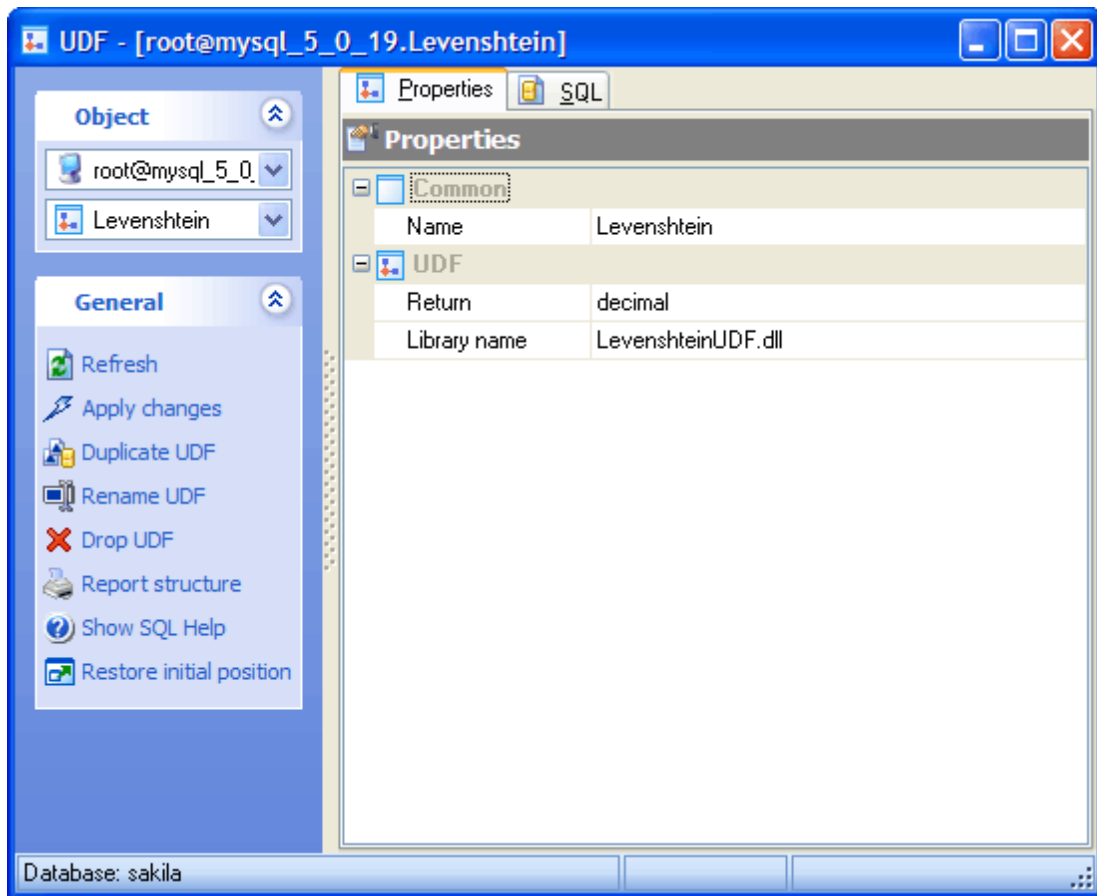 UDF - [root@mysql_5_0_19.Levenshtein]
Object
root@mysql_5_0_
Levenshtein
General
Refresh
Apply changes
Duplicate UDF
Rename UDF
Drop UDF
Report structure
Show SQL Help
Restore initial position
Properties SQL
Properties
Common
Name Levenshtein
UDF
Return decimal
Library name LevenshteinUDF.dll
Database: sakila